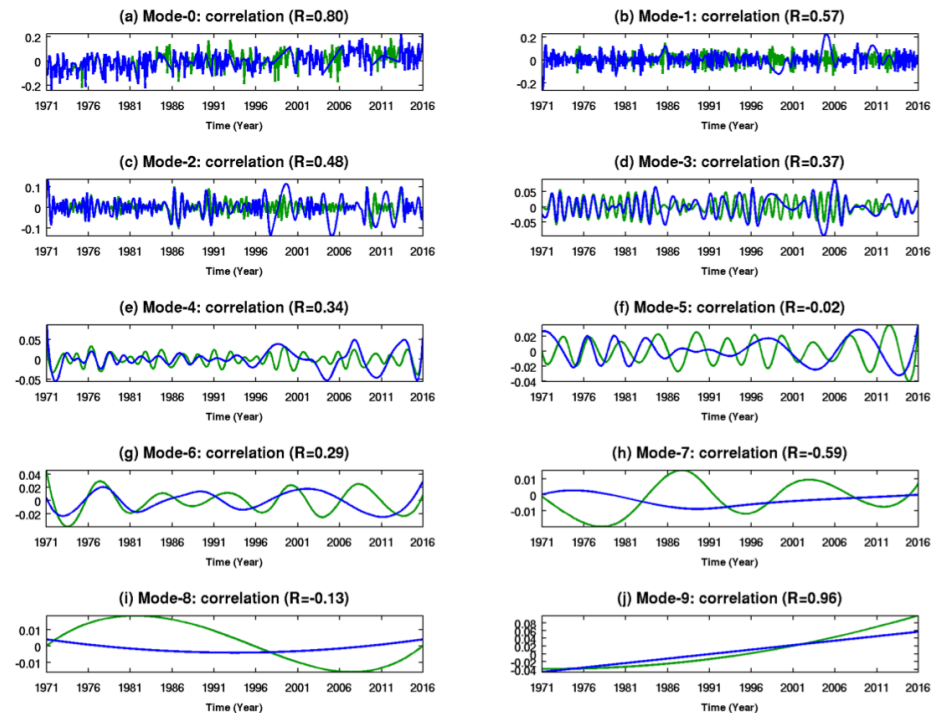 (a) Mode-0: correlation (R=0.80)
0.2
0
-0.2
1971 1976 1981 1986 1991 1996 2001 2006 2011 2016
Time (Year)
(b) Mode-1: correlation (R=0.57)
0.2
0
-0.2
1971 1976 1981 1986 1991 1996 2001 2006 2011 2016
Time (Year)
(c) Mode-2: correlation (R=0.48)
0.1
0
-0.1
1971 1976 1981 1986 1991 1996 2001 2006 2011 2016
Time (Year)
(d) Mode-3: correlation (R=0.37)
0.05
0
-0.05
1971 1976 1981 1986 1991 1996 2001 2006 2011 2016
Time (Year)
(e) Mode-4: correlation (R=0.34)
0.05
0
-0.05
1971 1976 1981 1986 1991 1996 2001 2006 2011 2016
Time (Year)
(f) Mode-5: correlation (R=-0.02)
0.02
0
-0.02
-0.04
1971 1976 1981 1986 1991 1996 2001 2006 2011 2016
Time (Year)
(g) Mode-6: correlation (R=0.29)
0.04
0.02
0
-0.02
1971 1976 1981 1986 1991 1996 2001 2006 2011 2016
Time (Year)
(h) Mode-7: correlation (R=-0.59)
0.01
0
-0.01
1971 1976 1981 1986 1991 1996 2001 2006 2011 2016
Time (Year)
(i) Mode-8: correlation (R=-0.13)
0.01
0
-0.01
1971 1976 1981 1986 1991 1996 2001 2006 2011 2016
Time (Year)
(j) Mode-9: correlation (R=0.96)
0.08
0.06
0.04
0.02
0
-0.02
-0.04
1971 1976 1981 1986 1991 1996 2001 2006 2011 2016
Time (Year)